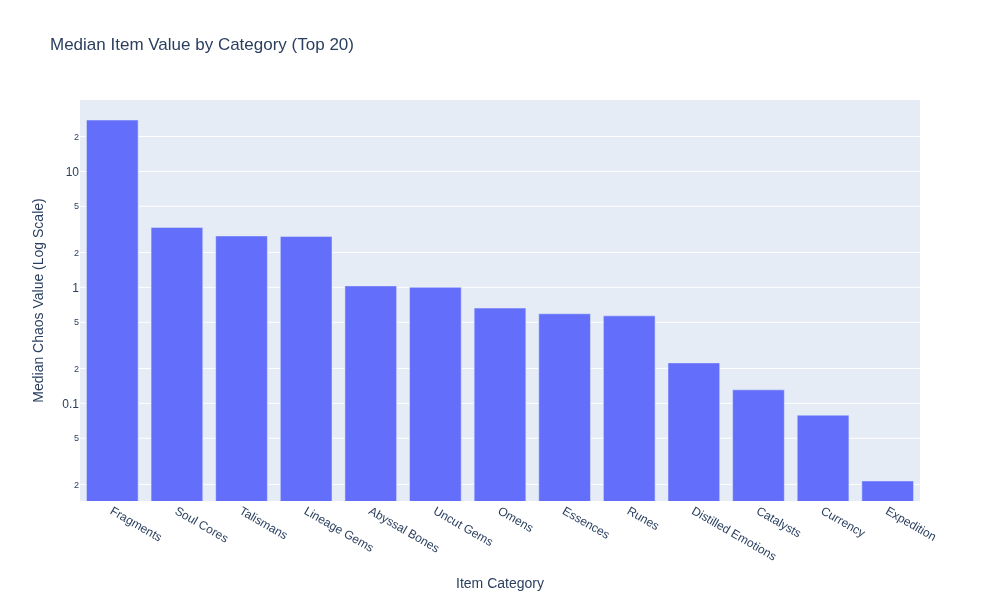 Median Item Value by Category (Top 20)
Median Chaos Value (Log Scale)
2
10
5
2
1
5
2
0.1
5
2
Fragments
Soul Cores
Talismans
Lineage Gems
Abyssal Bones
Uncut Gems
Omens
Essences
Runes
Distilled Emotions
Catalysts
Currency
Expedition
Item Category